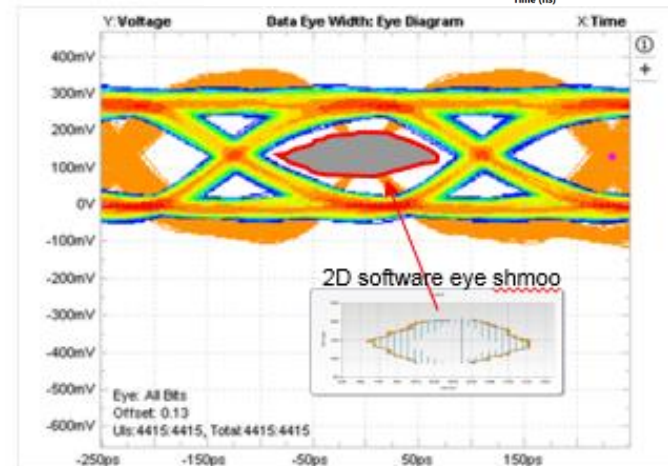 Time (ns)
Y: Voltage Data Eye Width: Eye Diagram X: Time
400mV
300mV
200mV
100mV
0V
-100mV
-200mV
2D software eye shmoo
-300mV
-400mV
-500mV
Eye: All Bits
Offset: 0.13
-600mV
UIs:4415:4415, Total:4415:4415
-250ps -150ps -50ps 50ps 150ps